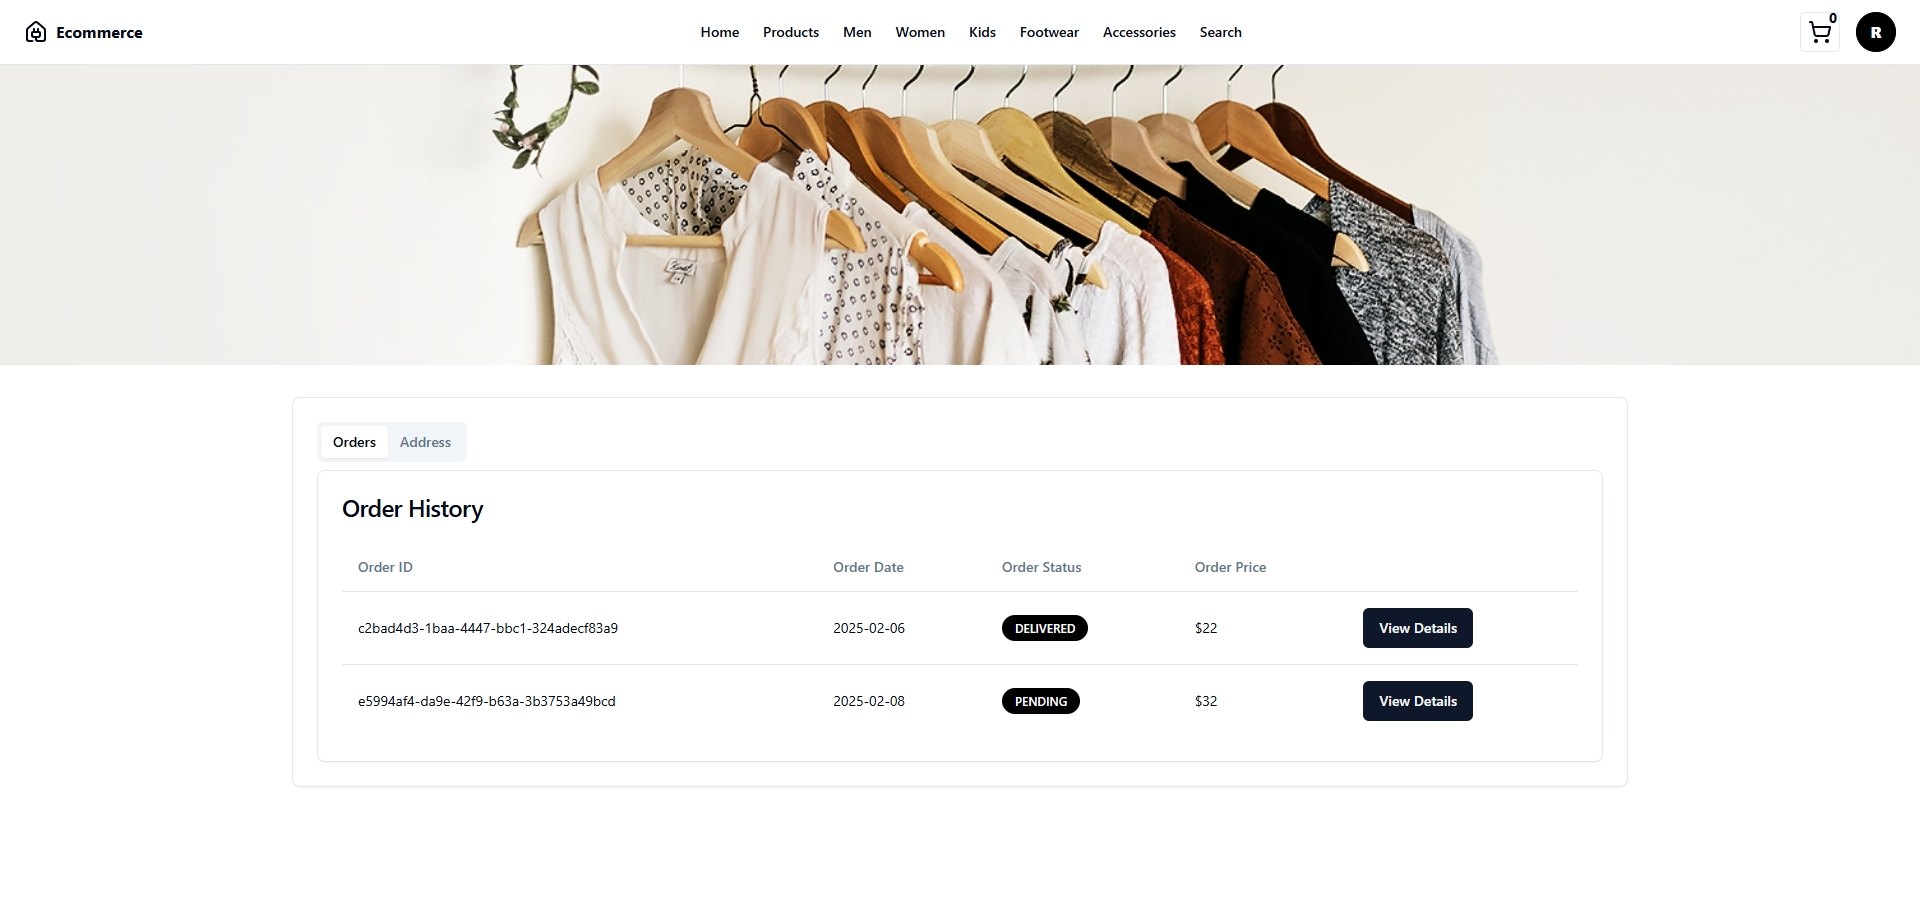 Ecommerce
Home Products Men Women Kids Footwear Accessories Search
0
R
Orders Address
Order History
Order ID Order Date Order Status Order Price
c2bad4d3-1baa-4447-bbc1-324adecf83a9 2025-02-06 DELIVERED $22 View Details
e5994af4-da9e-42f9-b63a-3b3753a49bcd 2025-02-08 PENDING $32 View Details